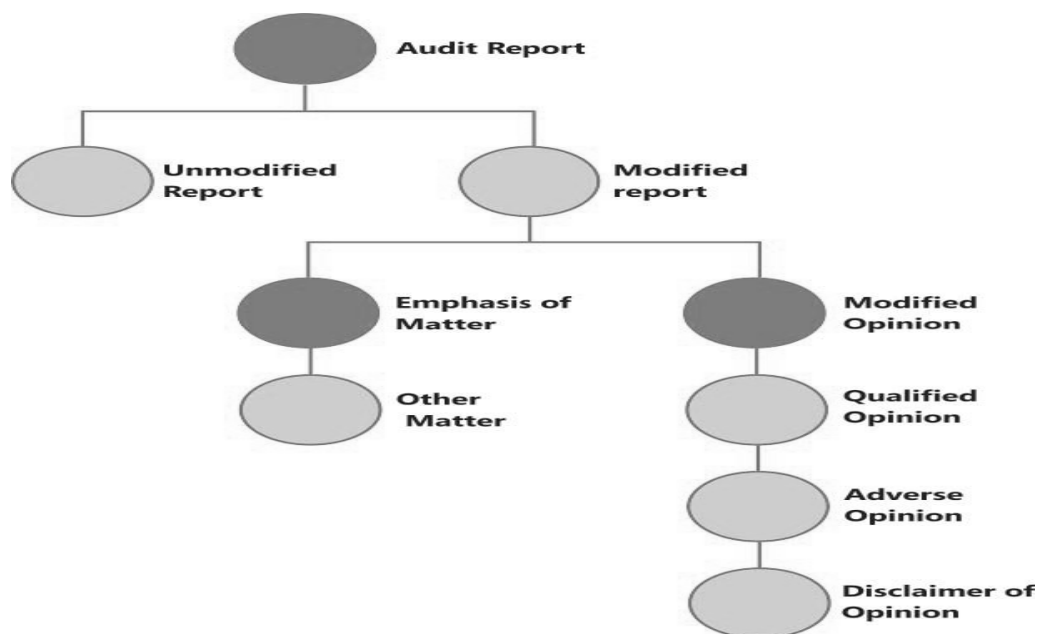 Audit Report
Unmodified
Report
Modified
report
Emphasis of
Matter
Modified
Opinion
Other
Matter
Qualified
Opinion
Adverse
Opinion
Disclaimer of
Opinion